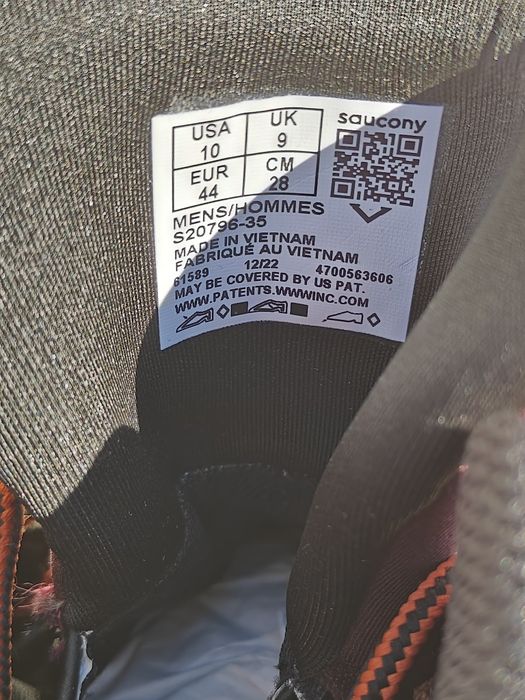 USA 10 UK 9 saucony
EUR 44 CM 28
MENS/HOMMES
S20796-35
MADE IN VIETNAM
FABRIQUÉ AU VIETNAM
61589 12/22 4700563606
MAY BE COVERED BY US PAT.
WWW.PATENTS.WWWINC.COM